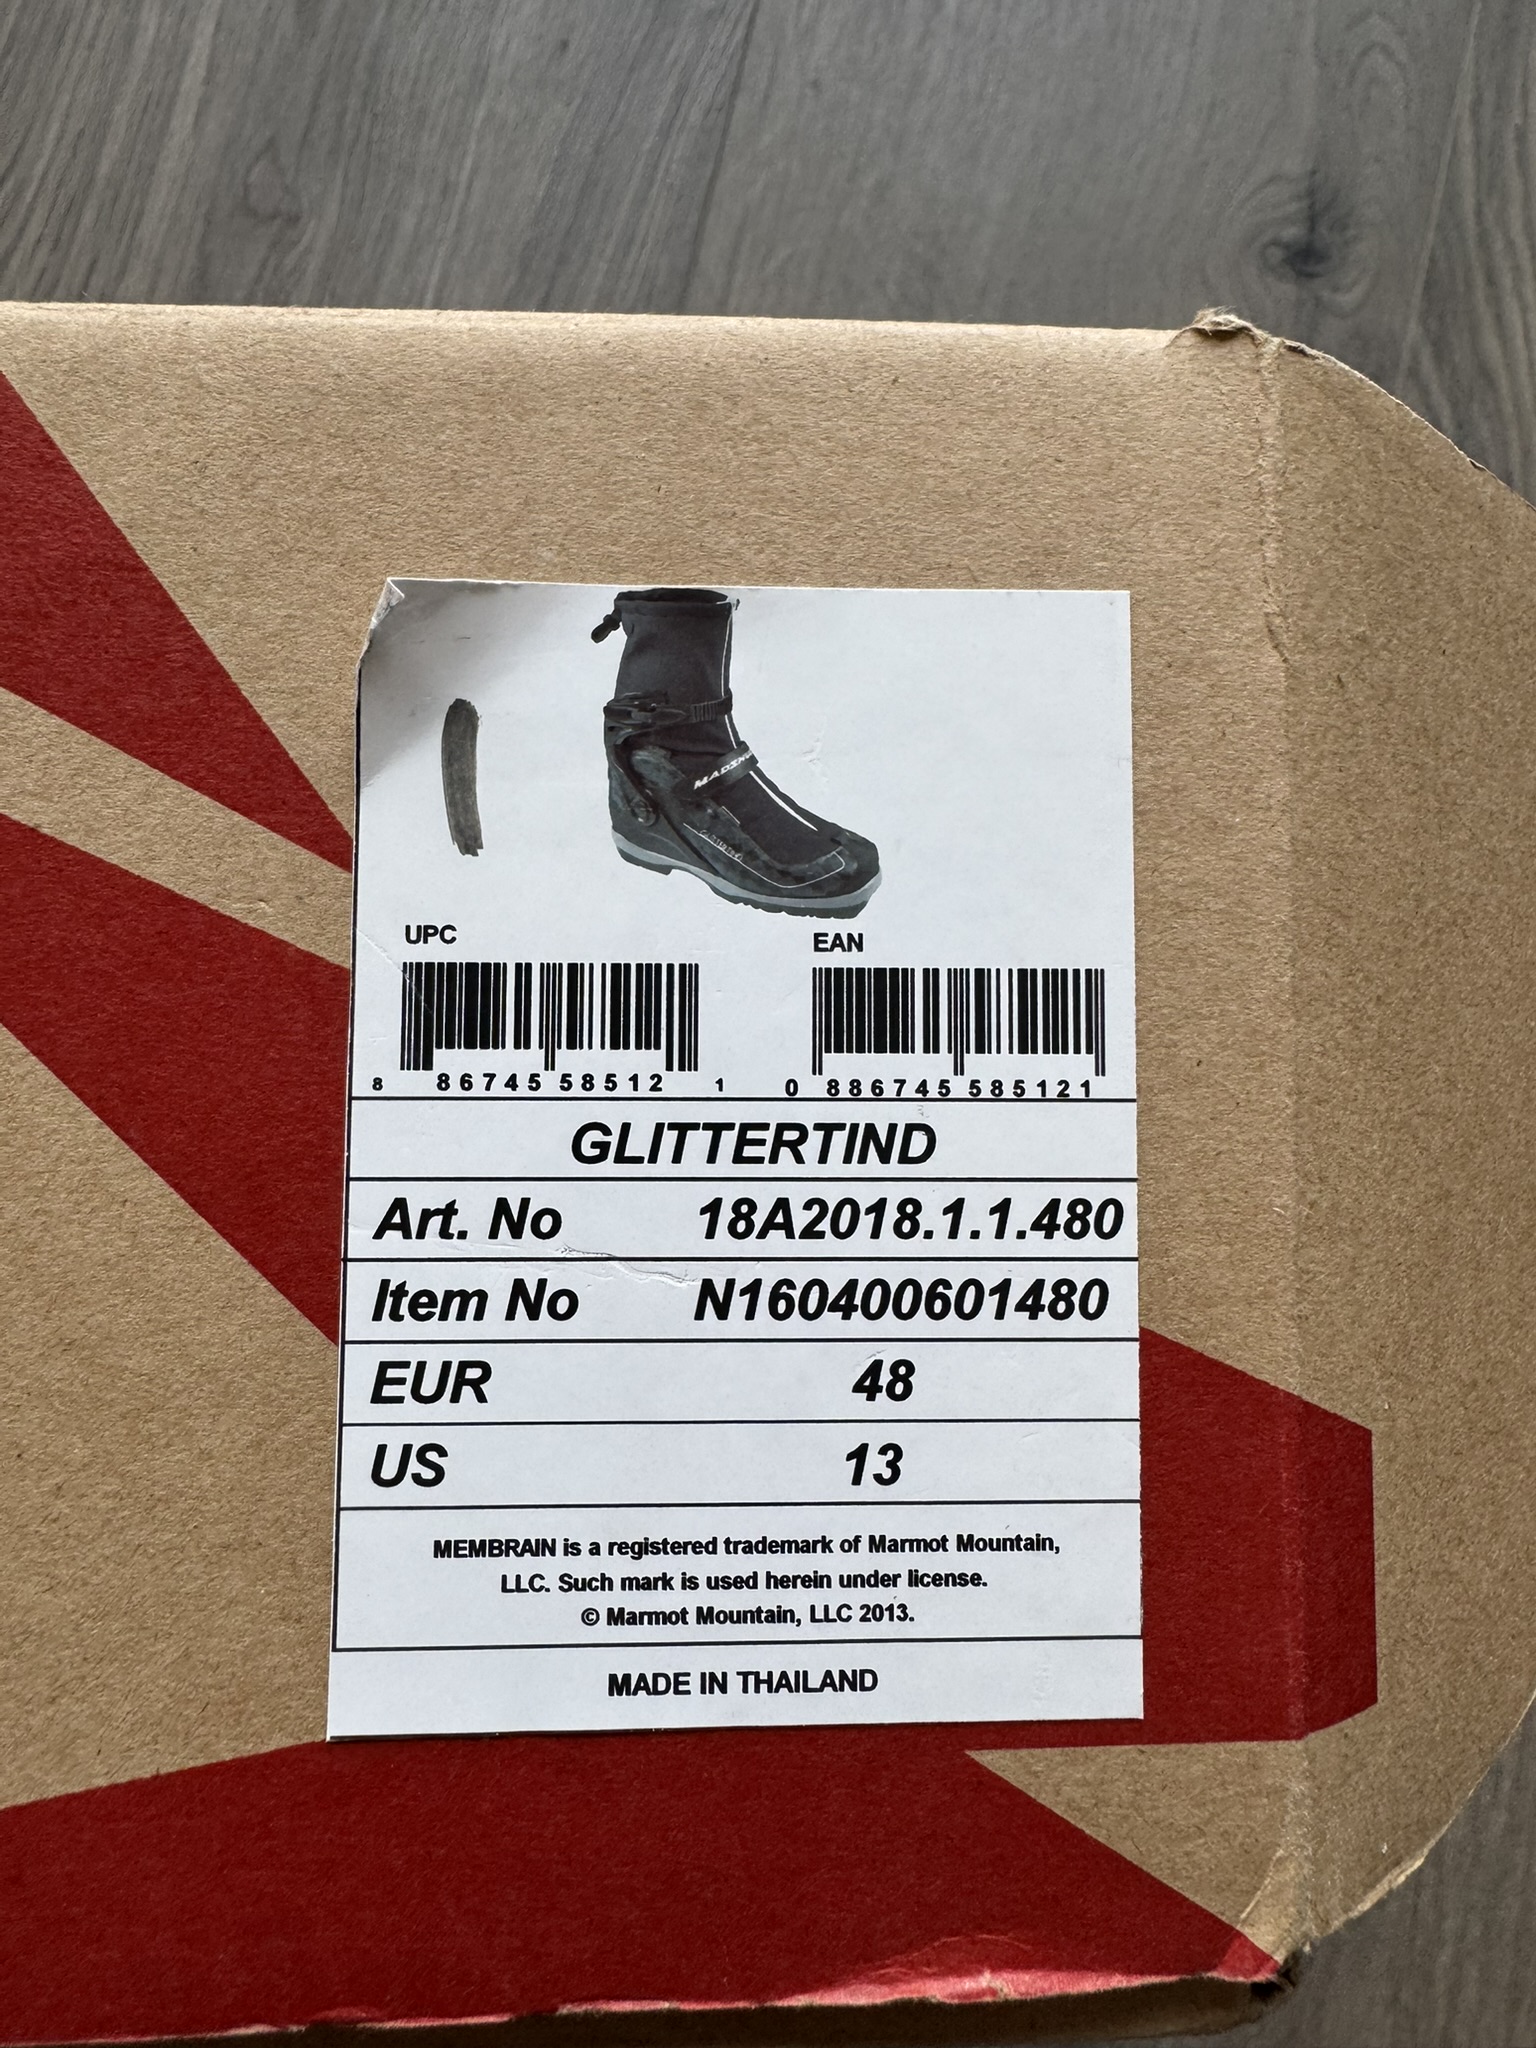 UPC
EAN
8 86745 58512 1
0 886745 585121
GLITTERTIND
Art. No 18A2018.1.1.480
Item No N160400601480
EUR 48
US 13
MEMBRAIN is a registered trademark of Marmot Mountain,
LLC. Such mark is used herein under license.
© Marmot Mountain, LLC 2013.
MADE IN THAILAND